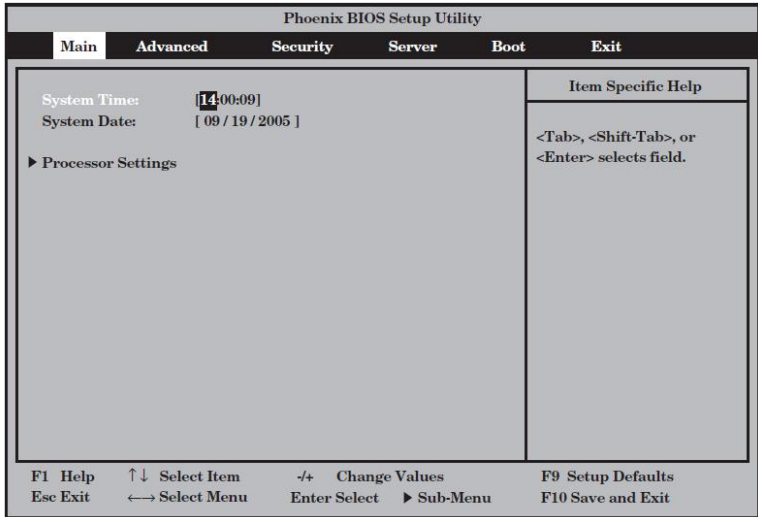 Phoenix BIOS Setup Utility
Main Advanced Security Server Boot Exit
System Time: [14:00:09]
System Date: [ 09 / 19 / 2005 ]
▶ Processor Settings
Item Specific Help
<Tab>, <Shift-Tab>, or
<Enter> selects field.
F1 Help ↑↓ Select Item -/+ Change Values F9 Setup Defaults
Esc Exit ←→ Select Menu Enter Select ▶ Sub-Menu F10 Save and Exit